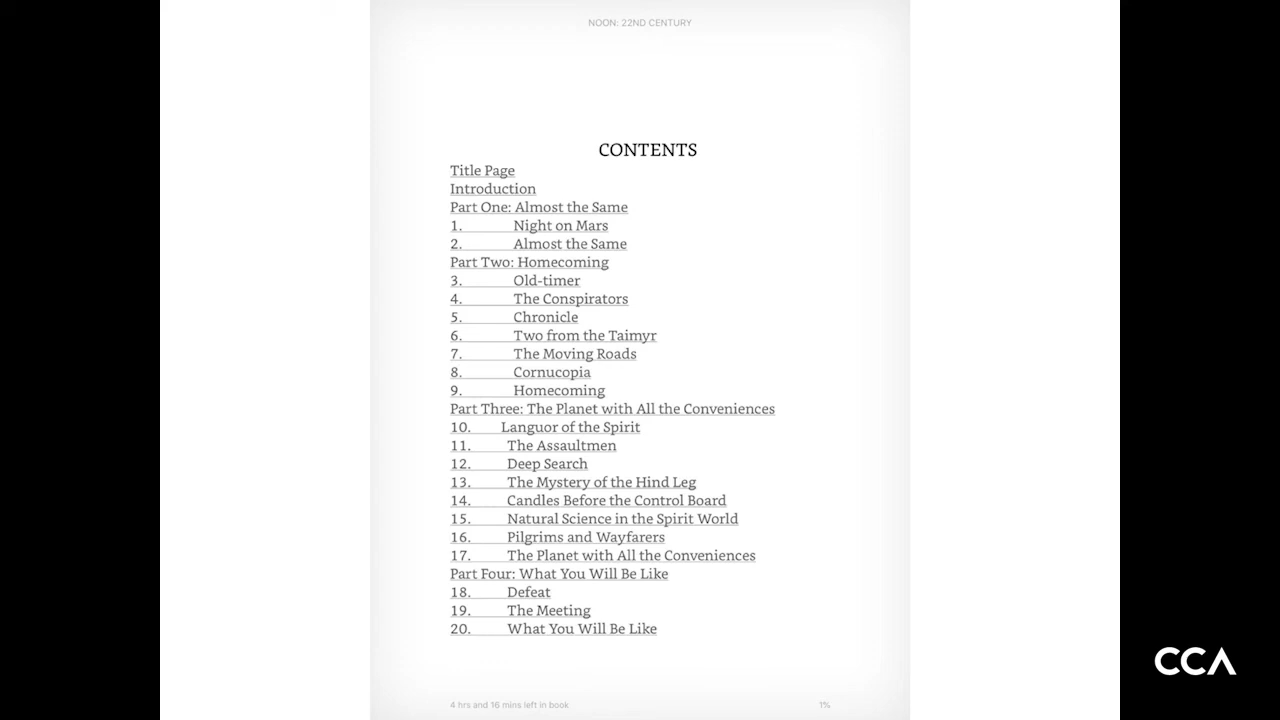 NOON: 22ND CENTURY
CONTENTS
Title Page
Introduction
Part One: Almost the Same
1. Night on Mars
2. Almost the Same
Part Two: Homecoming
3. Old-timer
4. The Conspirators
5. Chronicle
6. Two from the Taimyr
7. The Moving Roads
8. Cornucopia
9. Homecoming
Part Three: The Planet with All the Conveniences
10. Languor of the Spirit
11. The Assaultmen
12. Deep Search
13. The Mystery of the Hind Leg
14. Candles Before the Control Board
15. Natural Science in the Spirit World
16. Pilgrims and Wayfarers
17. The Planet with All the Conveniences
Part Four: What You Will Be Like
18. Defeat
19. The Meeting
20. What You Will Be Like
CCA
4 hrs and 16 mins left in book 1%